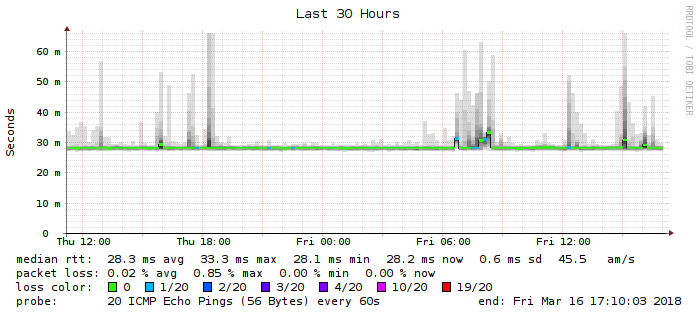 Last 30 Hours
RRDTOOL / TOBI OETIKER
Seconds
60 m
50 m
40 m
30 m
20 m
10 m
0
Thu 12:00 Thu 18:00 Fri 00:00 Fri 06:00 Fri 12:00
median rtt: 28.3 ms avg 33.3 ms max 28.1 ms min 28.2 ms now 0.6 ms sd 45.5 am/s
packet loss: 0.02 % avg 0.85 % max 0.00 % min 0.00 % now
loss color: 0 1/20 2/20 3/20 4/20 10/20 19/20
probe: 20 ICMP Echo Pings (56 Bytes) every 60s end: Fri Mar 16 17:10:03 2018